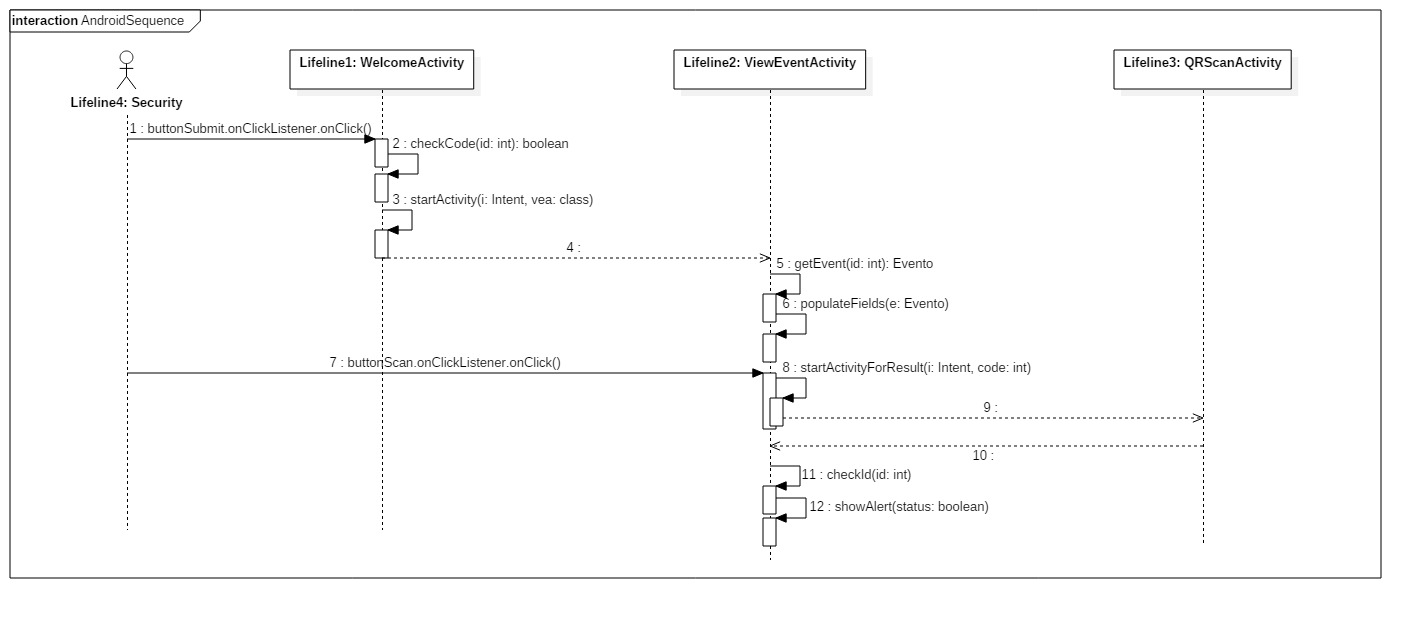 interaction AndroidSequence
Lifeline1: WelcomeActivity
Lifeline2: ViewEventActivity
Lifeline3: QRScanActivity
Lifeline4: Security
1 : buttonSubmit.onClickListener.onClick()
2 : checkCode(id: int): boolean
3 : startActivity(i: Intent, vea: class)
4 :
5 : getEvent(id: int): Evento
6 : populateFields(e: Evento)
7 : buttonScan.onClickListener.onClick()
8 : startActivityForResult(i: Intent, code: int)
9 :
10 :
11 : checkId(id: int)
12 : showAlert(status: boolean)